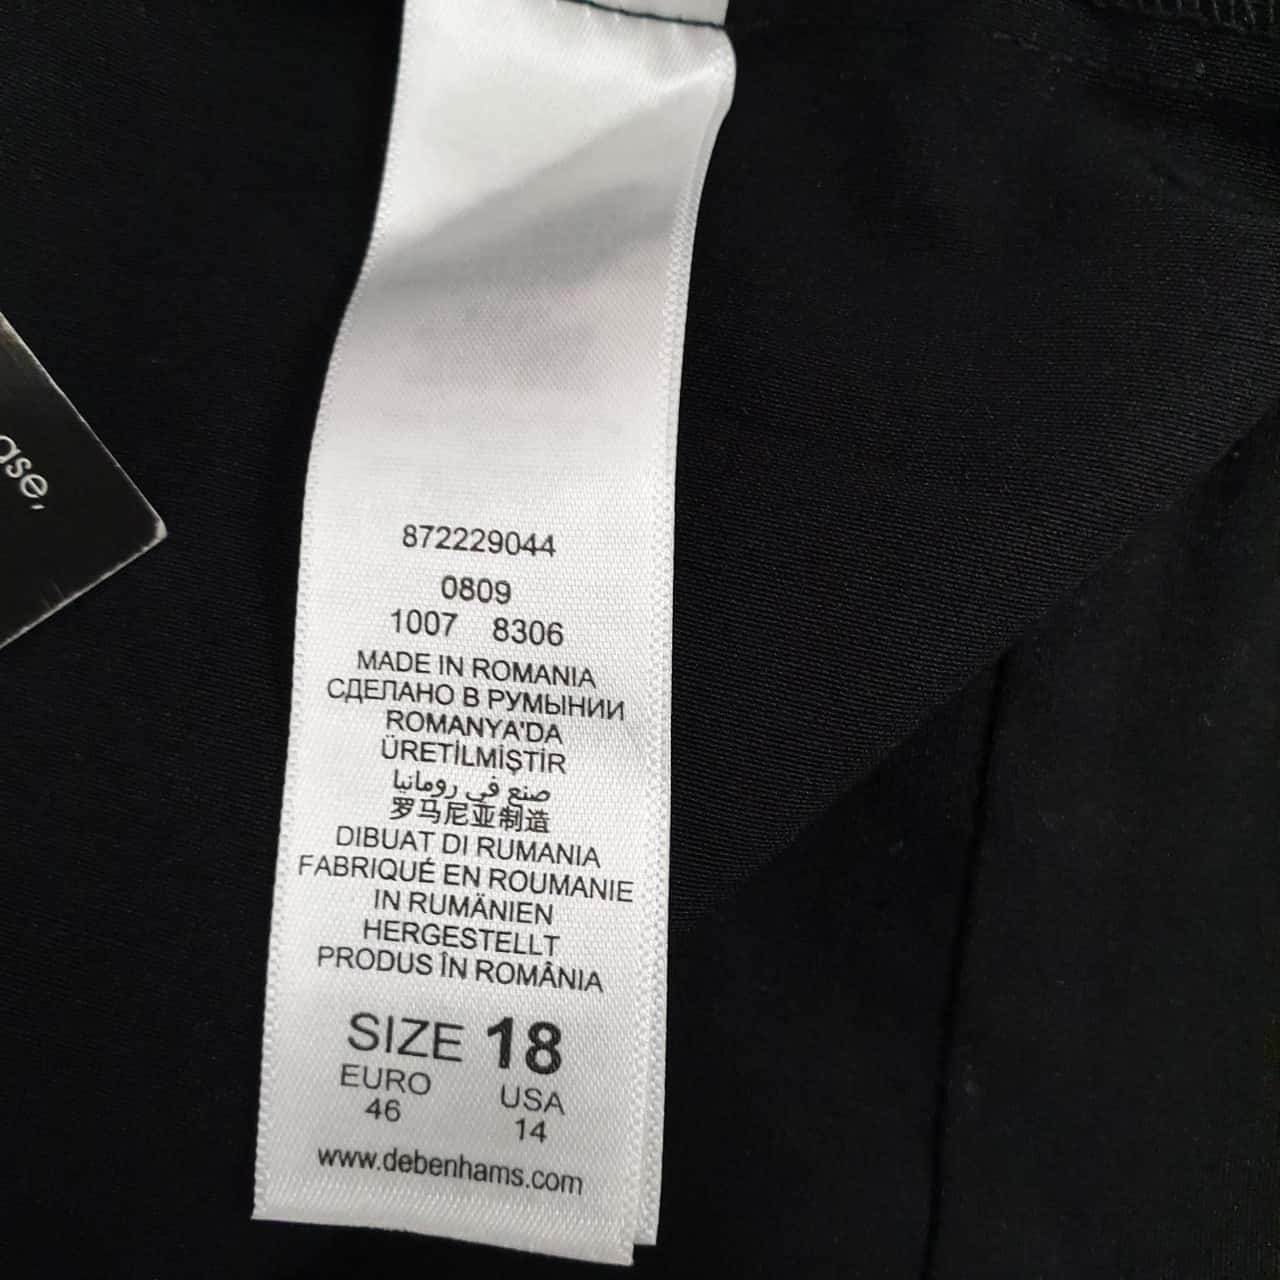 ase,
872229044
0809
1007 8306
MADE IN ROMANIA
СДЕЛАНО В РУМЫНИИ
ROMANYA'DA
ÜRETİLMİŞTİR
صنع في رومانيا
罗马尼亚制造
DIBUAT DI RUMANIA
FABRIQUÉ EN ROUMANIE
IN RUMÄNIEN
HERGESTELLT
PRODUS ÎN ROMÂNIA
SIZE 18
EURO USA
46 14
www.debenhams.com